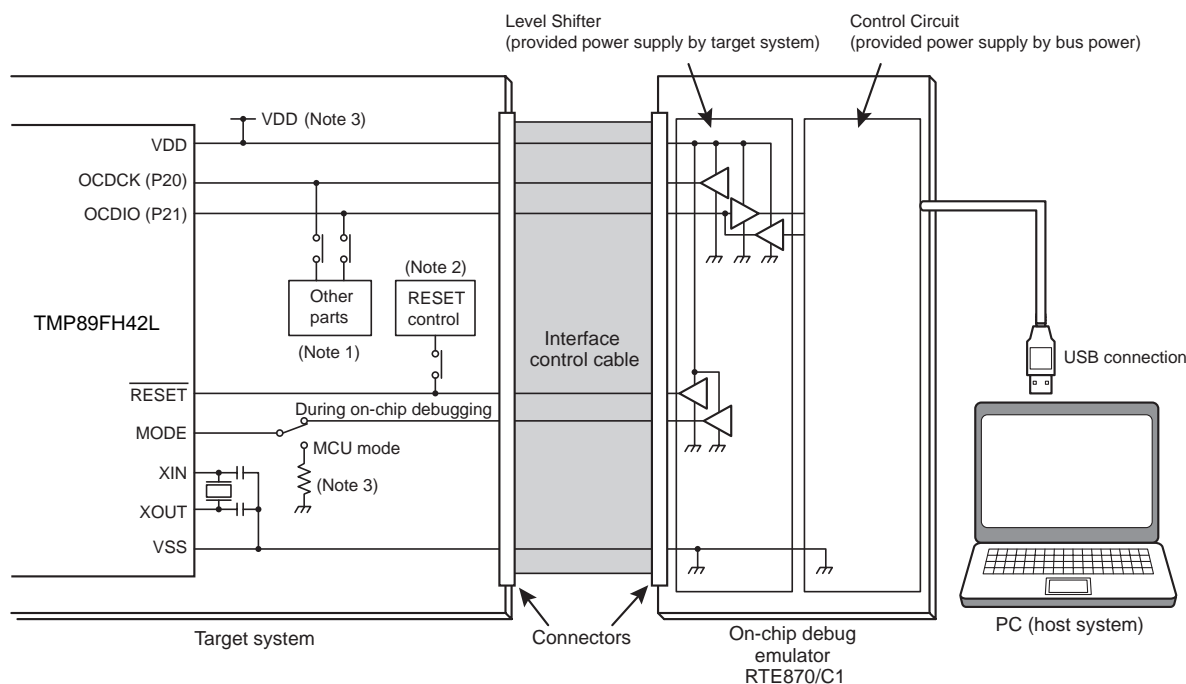 Level Shifter
(provided power supply by target system)
Control Circuit
(provided power supply by bus power)
VDD (Note 3)
VDD
OCDCK (P20)
OCDIO (P21)
(Note 2)
Other
parts
RESET
control
(Note 1)
TMP89FH42L
Interface
control cable
USB connection
RESET
During on-chip debugging
MODE
MCU mode
XIN
(Note 3)
XOUT
VSS
Target system
Connectors
On-chip debug
emulator
RTE870/C1
PC (host system)